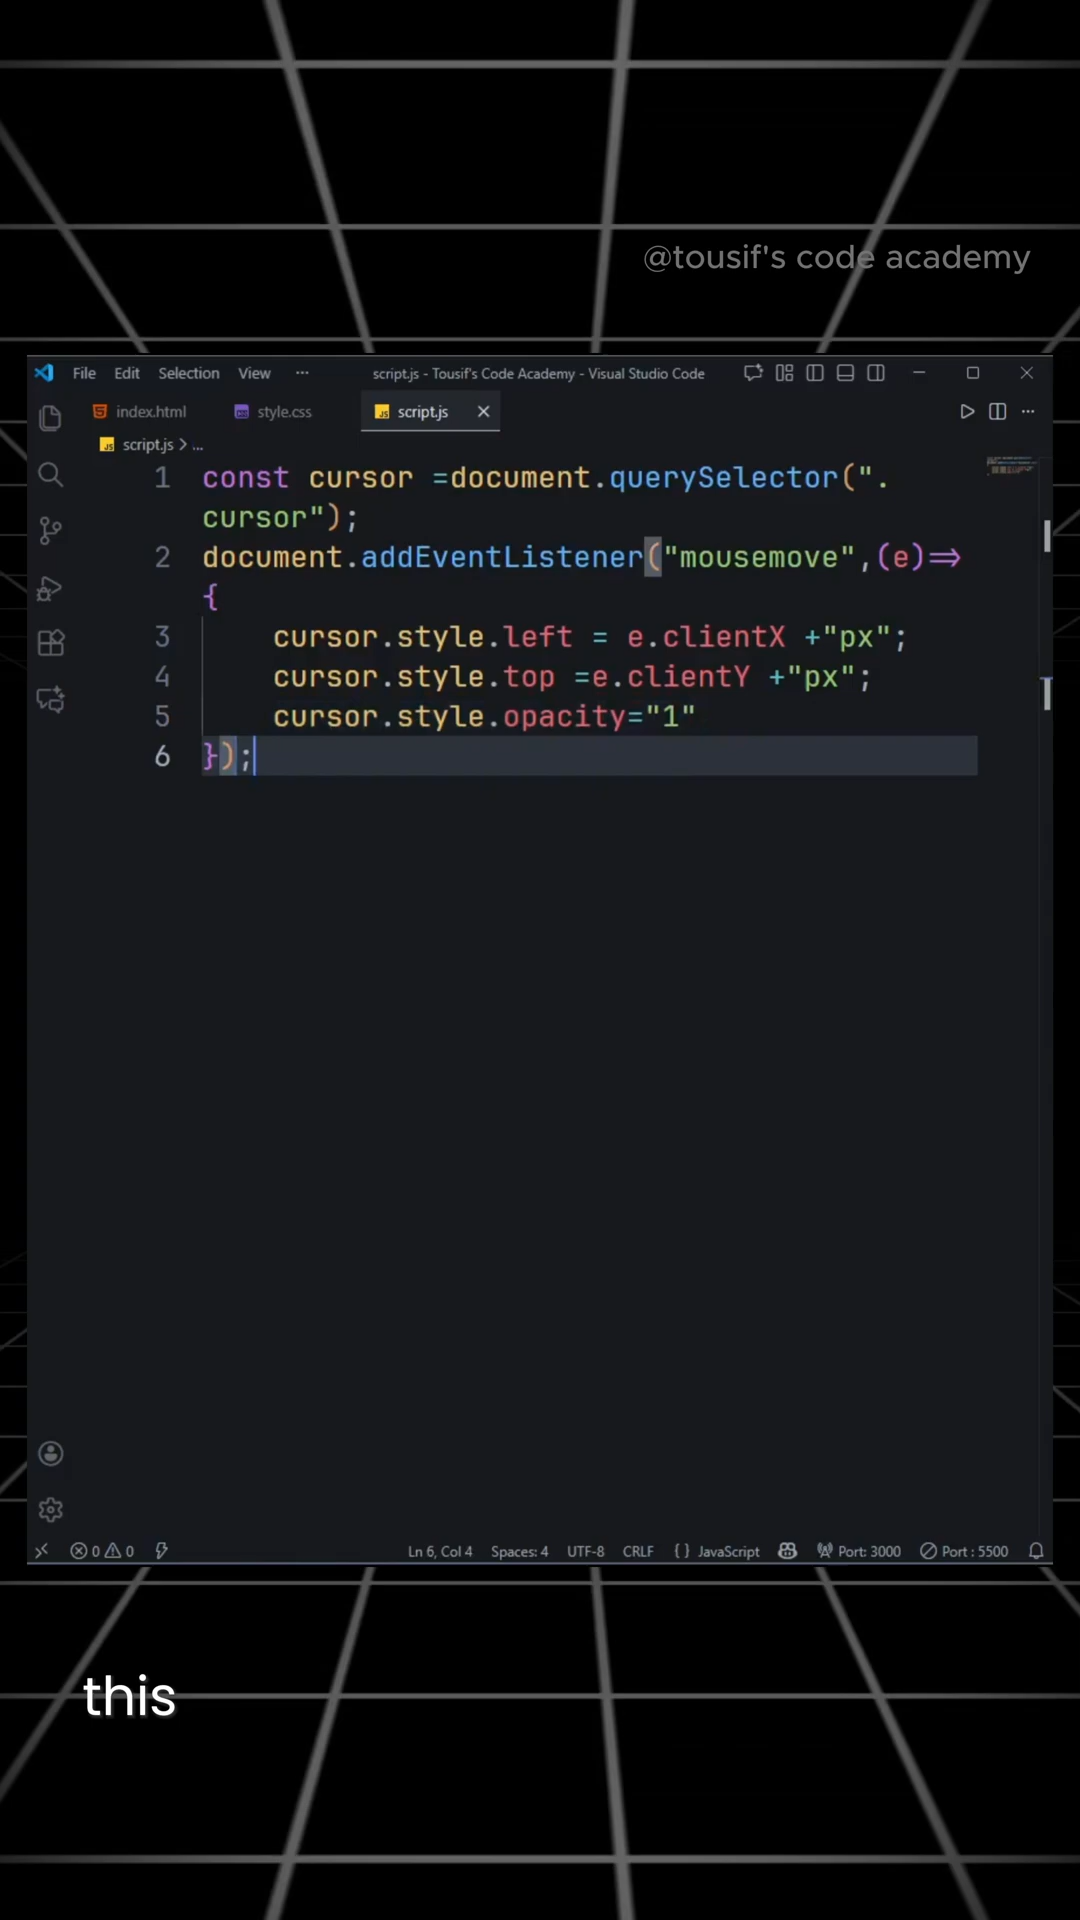 @tousif's code academy
File Edit Selection View ··· script.js - Tousif's Code Academy - Visual Studio Code
index.html style.css script.js
script.js > ...
1 const cursor =document.querySelector(".
cursor");
2 document.addEventListener("mousemove",(e)=>
{
3 cursor.style.left = e.clientX +"px";
4 cursor.style.top =e.clientY +"px";
5 cursor.style.opacity="1"
6 });
0 0 Ln 6, Col 4 Spaces: 4 UTF-8 CRLF { } JavaScript Port: 3000 Port : 5500
this